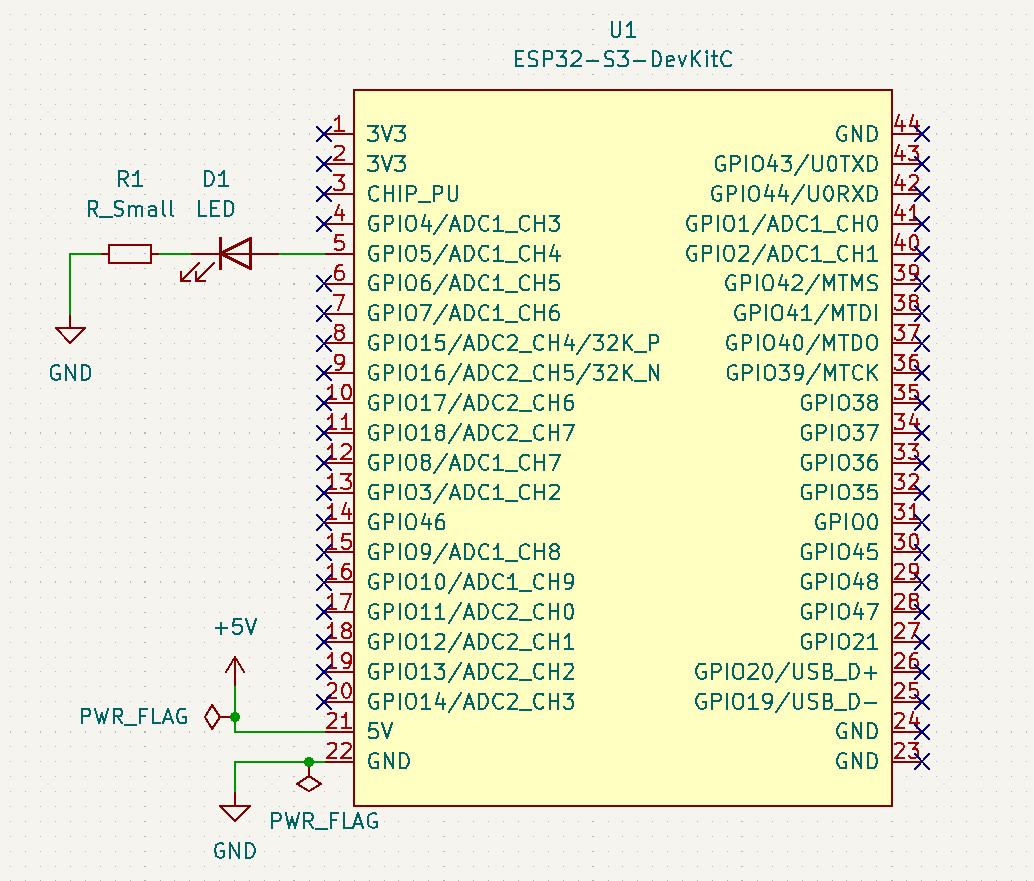 U1
ESP32-S3-DevKitC
1 3V3
GND 44
2 3V3
GPIO43/U0TXD 43
3 CHIP_PU
GPIO44/U0RXD 42
4 GPIO4/ADC1_CH3
GPIO1/ADC1_CH0 41
5 GPIO5/ADC1_CH4
GPIO2/ADC1_CH1 40
6 GPIO6/ADC1_CH5
GPIO42/MTMS 39
7 GPIO7/ADC1_CH6
GPIO41/MTDI 38
8 GPIO15/ADC2_CH4/32K_P
GPIO40/MTDO 37
9 GPIO16/ADC2_CH5/32K_N
GPIO39/MTCK 36
10 GPIO17/ADC2_CH6
GPIO38 35
11 GPIO18/ADC2_CH7
GPIO37 34
12 GPIO8/ADC1_CH7
GPIO36 33
13 GPIO3/ADC1_CH2
GPIO35 32
14 GPIO46
GPIO0 31
15 GPIO9/ADC1_CH8
GPIO45 30
16 GPIO10/ADC1_CH9
GPIO48 29
17 GPIO11/ADC2_CH0
GPIO47 28
18 GPIO12/ADC2_CH1
GPIO21 27
19 GPIO13/ADC2_CH2
GPIO20/USB_D+ 26
20 GPIO14/ADC2_CH3
GPIO19/USB_D- 25
21 5V
GND 24
22 GND
GND 23
R1
R_Small
D1
LED
GND
+5V
PWR_FLAG
PWR_FLAG
GND